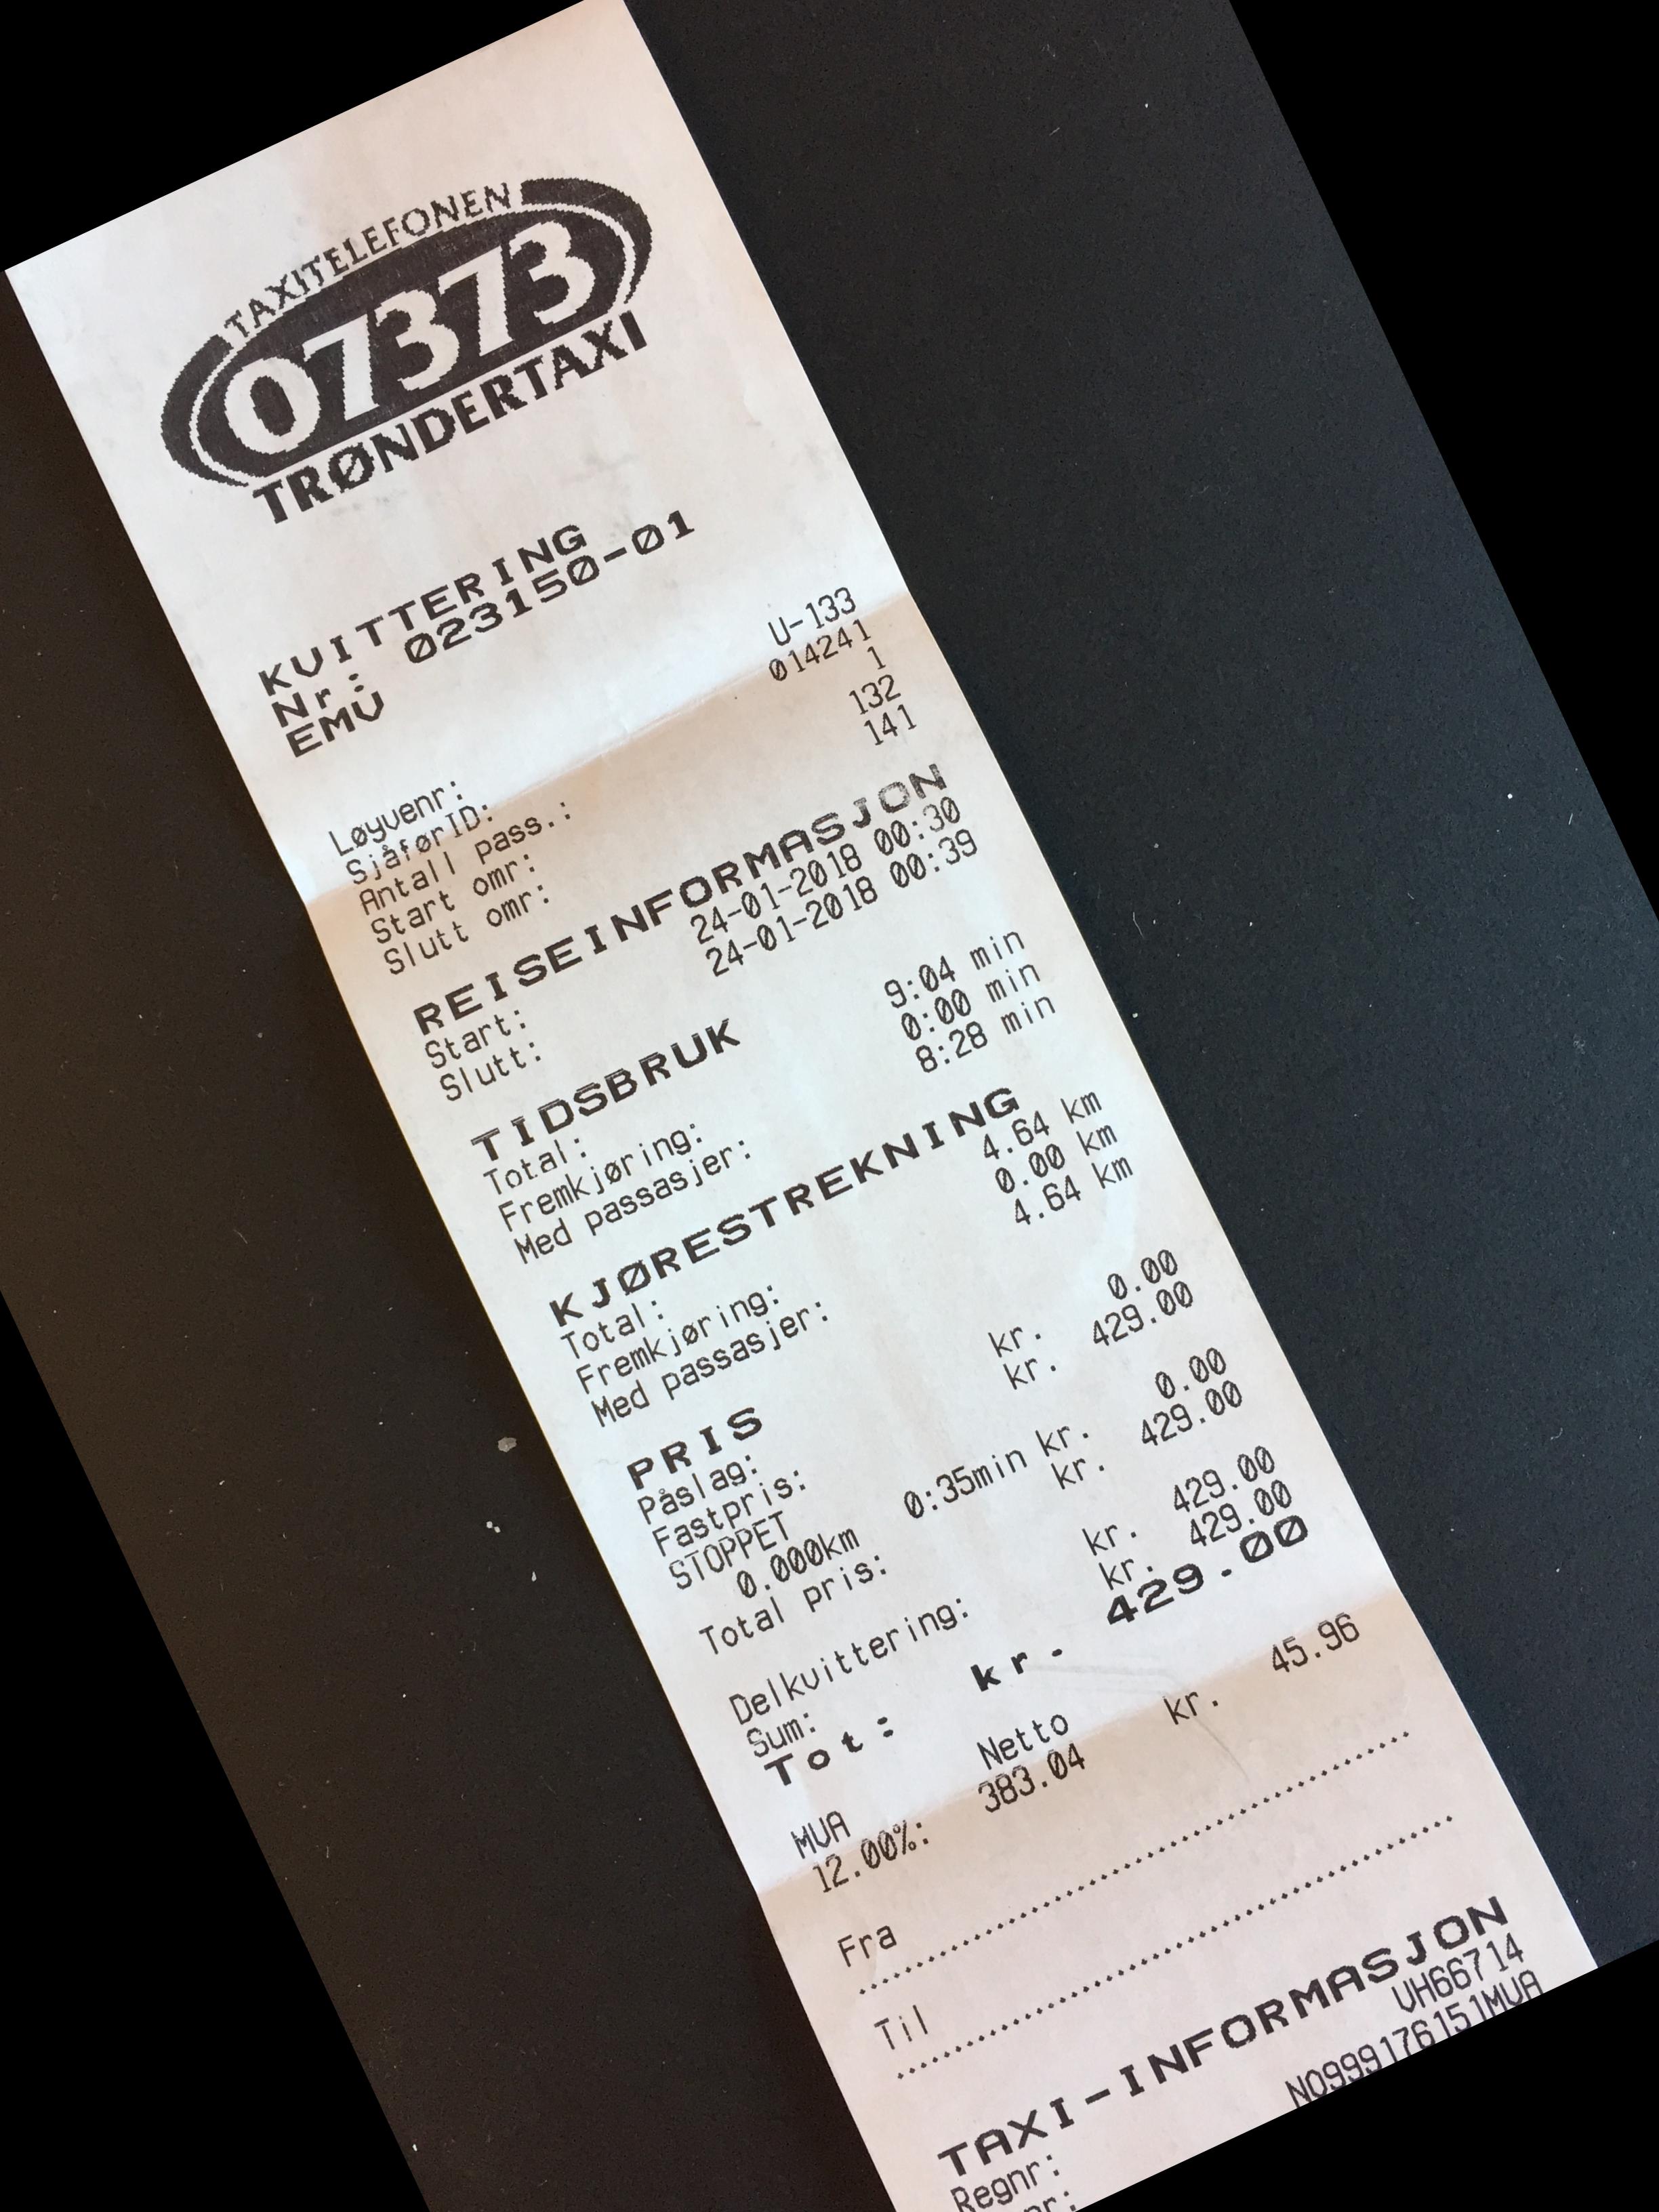 TAXITELEFONEN
07373
TRØNDERTAXI
KVITTERING
Nr: 023150-01
EMV
Løyvenr: U-133
SjåførID: 014241
Antall pass.: 1
Start omr: 132
Slutt omr: 141
REISEINFORMASJON
Start: 24-01-2018 00:30
Slutt: 24-01-2018 00:39
TIDSBRUK
Total: 9:04 min
Fremkjøring: 0:00 min
Med passasjer: 8:28 min
KJØRESTREKNING
Total: 4.64 km
Fremkjøring: 0.00 km
Med passasjer: 4.64 km
PRIS
Påslag: kr. 0.00
Fastpris: kr. 429.00
STOPPET
0.000km 0:35min kr. 0.00
Total pris: kr. 429.00
Delkvittering: kr. 429.00
Sum: kr. 429.00
Tot: kr. 429.00
MVA Netto
12.00%: 383.04 kr. 45.96
Fra
Til
TAXI-INFORMASJON
Regnr: VH66714
NO999176151MVA